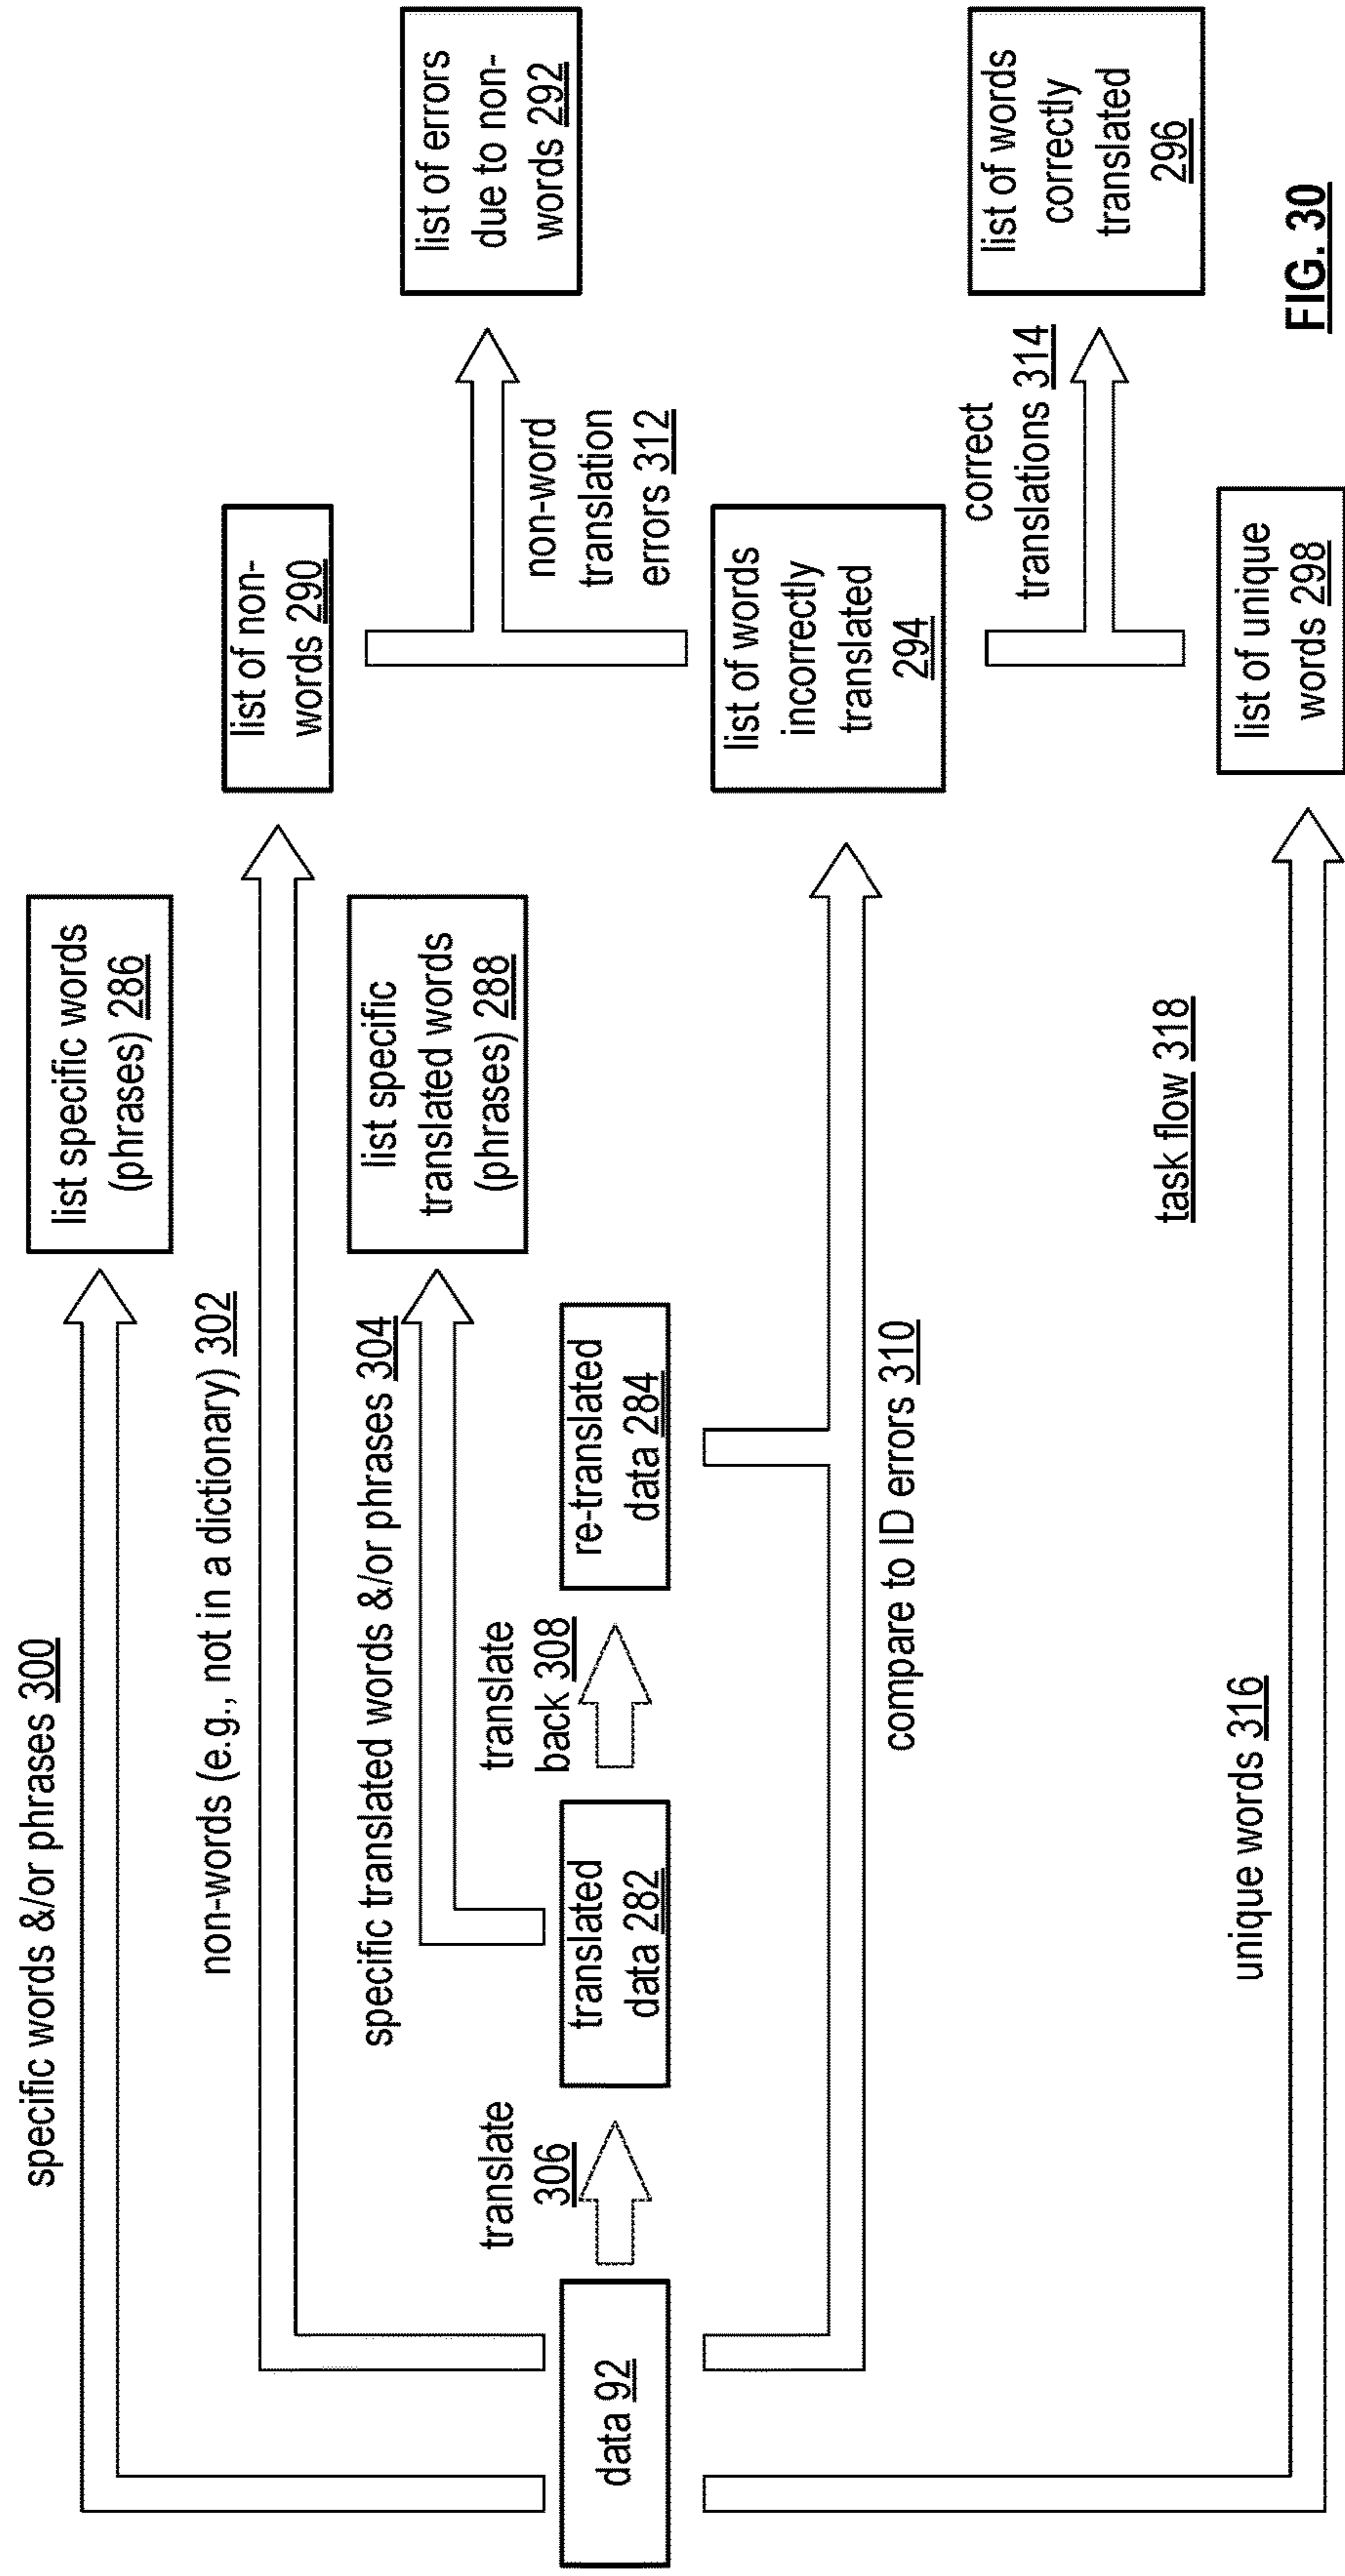 specific words &/or phrases 300
list specific words
(phrases) 286
non-words (e.g., not in a dictionary) 302
list of non-
words 290
specific translated words &/or phrases 304
list specific
translated words
(phrases) 288
list of errors
due to non-
words 292
non-word
translation
errors 312
data 92
translate
306
translated
data 282
translate
back 308
re-translated
data 284
list of words
incorrectly
translated
294
compare to ID errors 310
correct
translations 314
list of words
correctly
translated
296
task flow 318
unique words 316
list of unique
words 298
FIG. 30